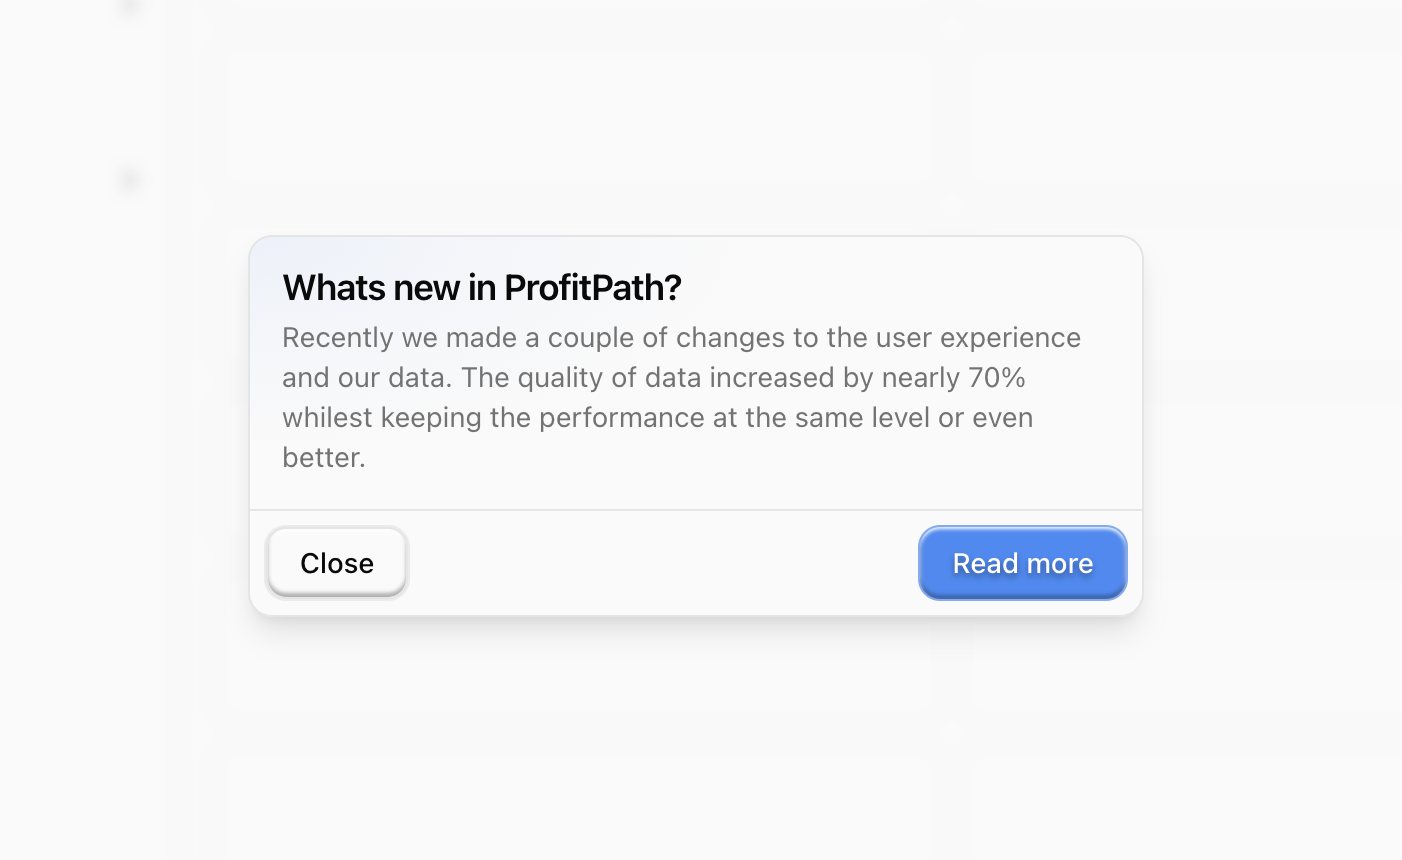 Whats new in ProfitPath?
Recently we made a couple of changes to the user experience
and our data. The quality of data increased by nearly 70%
whilest keeping the performance at the same level or even
better.
Close
Read more